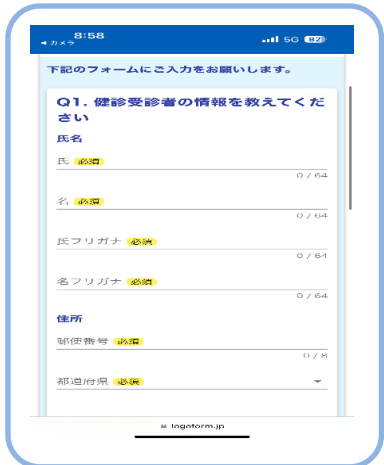 8:58
5G 82
◀ カメラ
下記のフォームにご入力をお願いします。
Q1. 健診受診者の情報を教えてくだ
さい
氏名
氏 必須
0 / 64
名 必須
0 / 64
氏フリガナ 必須
0 / 64
名フリガナ 必須
0 / 64
住所
郵便番号 必須
0 / 8
都道府県 必須
logoform.jp